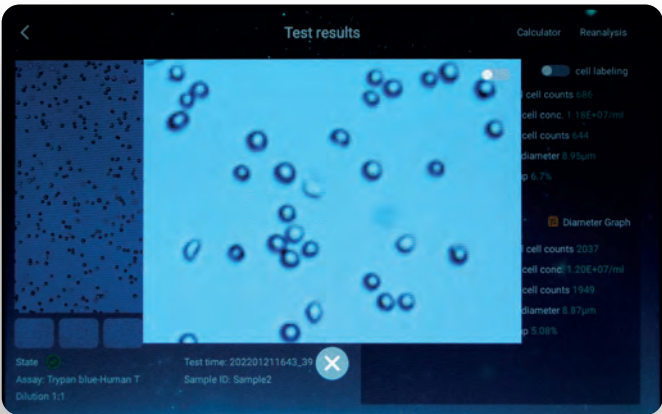 Test results
Calculator
Reanalysis
cell labeling
cell counts 686
cell conc. 1.18E+07/ml
cell counts 644
diameter 8.95μm
p 6.7%
Diameter Graph
cell counts 2037
cell conc. 1.20E+07/ml
cell counts 1949
diameter 8.87μm
p 5.08%
State
Test time: 202201211643_39
Assay: Trypan blue-Human T
Sample ID: Sample2
Dilution 1:1